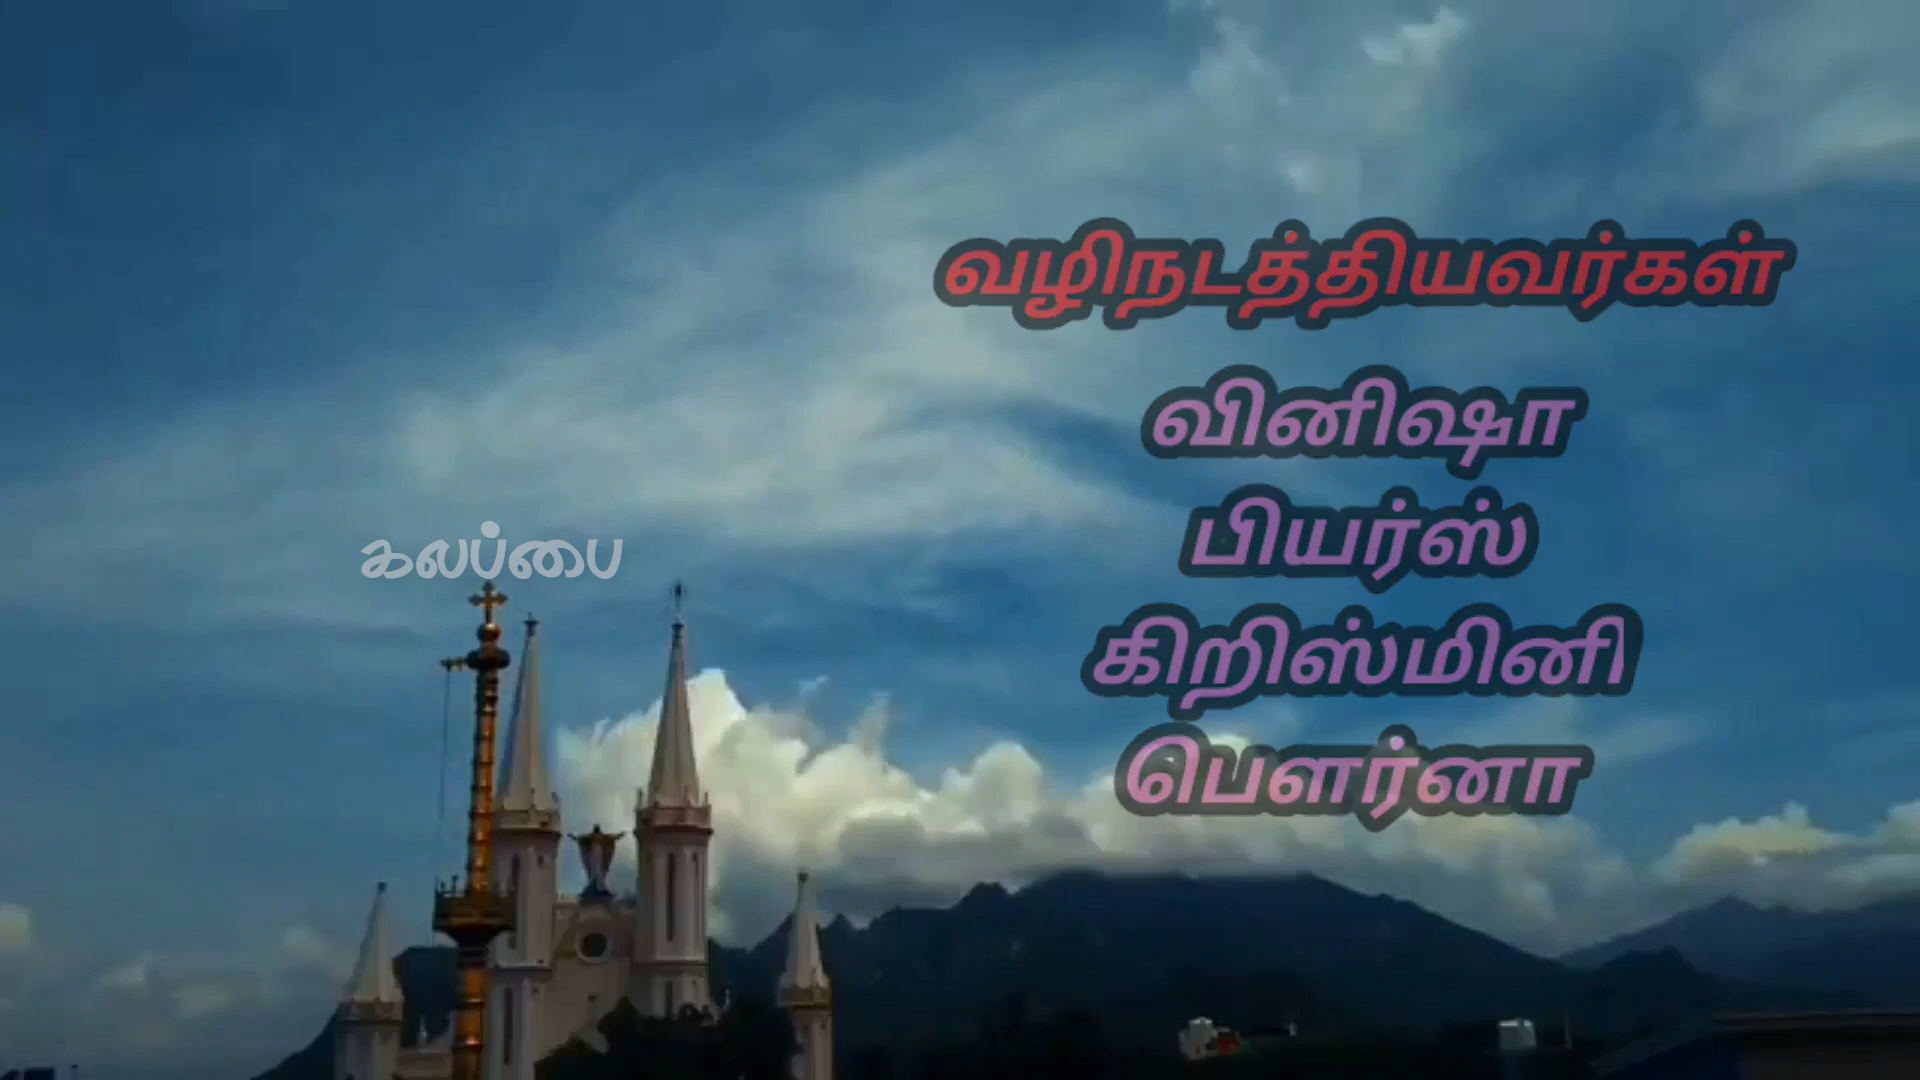 வழிநடத்தியவர்கள்
வினிஷா
பியர்ஸ்
கிறிஸ்மினி
பௌர்னா
கலப்பை